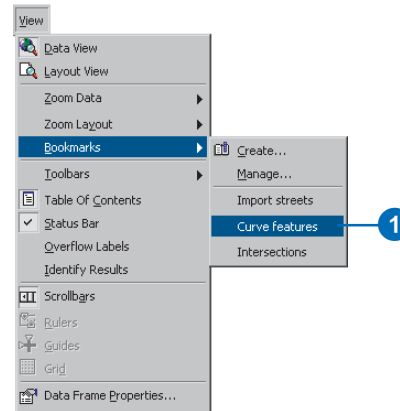 View
Data View
Layout View
Zoom Data
Zoom Layout
Bookmarks
Create...
Manage...
Toolbars
Import streets
Table Of Contents
Curve features
1
Status Bar
Intersections
Overflow Labels
Identify Results
Scrollbars
Rulers
Guides
Grid
Data Frame Properties...